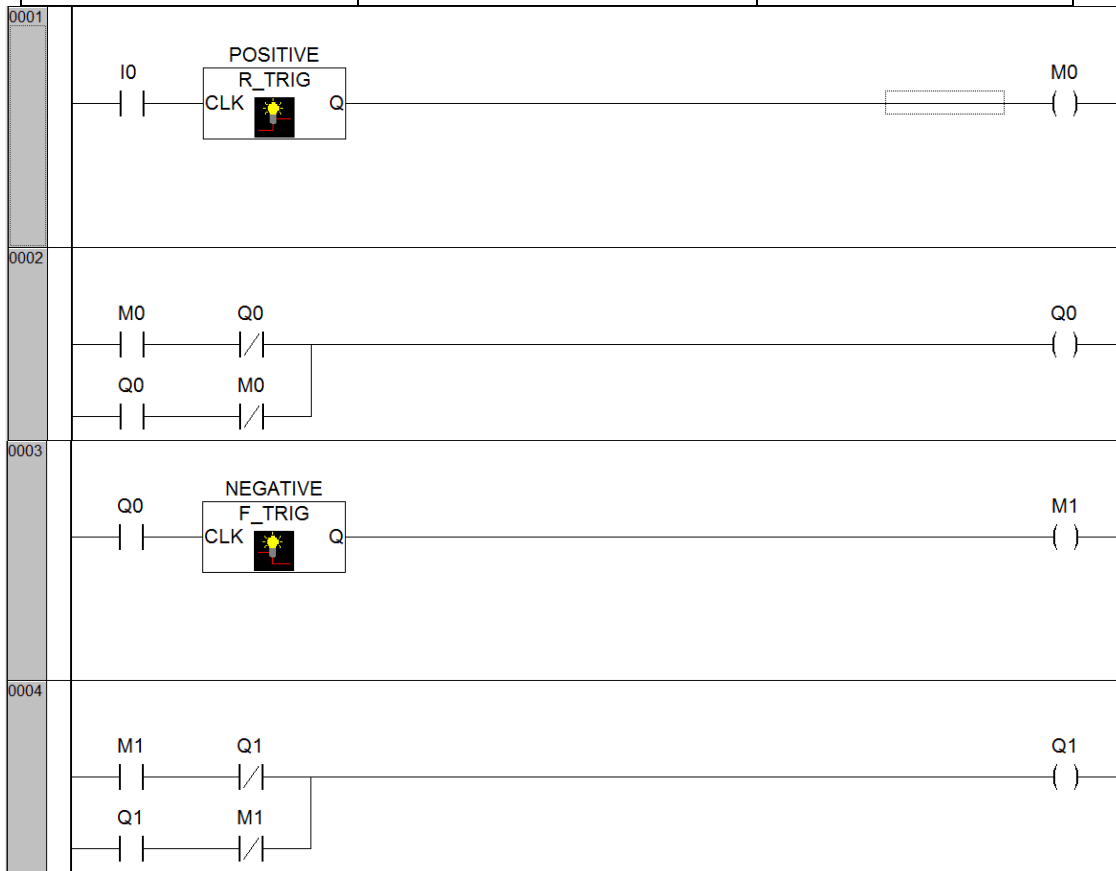 0001
POSITIVE
I0 R_TRIG M0
CLK Q
0002
M0 Q0 Q0
Q0 M0
0003
NEGATIVE
Q0 F_TRIG M1
CLK Q
0004
M1 Q1 Q1
Q1 M1